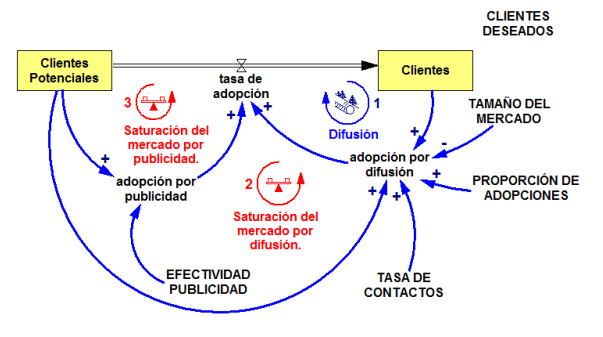 CLIENTES
DESEADOS
Clientes
Potenciales
Clientes
tasa de
adopción
3
1
+
+
Saturación del
mercado por
publicidad.
Difusión
TAMAÑO DEL
MERCADO
+
-
+
adopción por
publicidad
adopción por
difusión
2
+
+
+
PROPORCIÓN DE
ADOPCIONES
Saturación del
mercado por
difusión.
EFECTIVIDAD
PUBLICIDAD
TASA DE
CONTACTOS